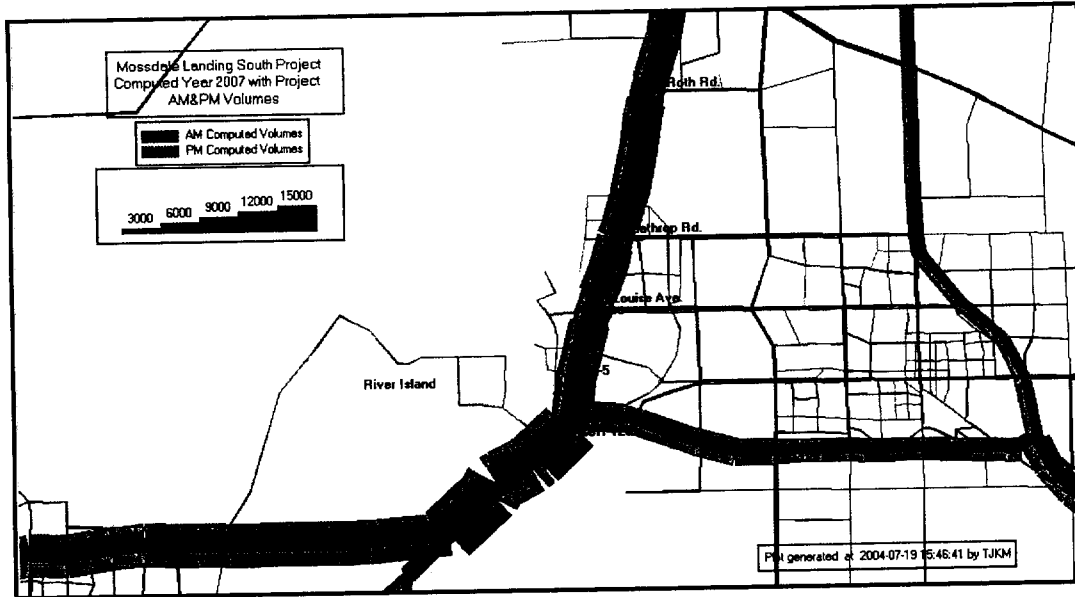 Mossdale Landing South Project
Computed Year 2007 with Project
AM&PM Volumes
AM Computed Volumes
PM Computed Volumes
3000 6000 9000 12000 15000
Roth Rd.
Rd.
Louise Ave.
-5
River Island
generated at 2004-07-19 15:46:41 by TJKM